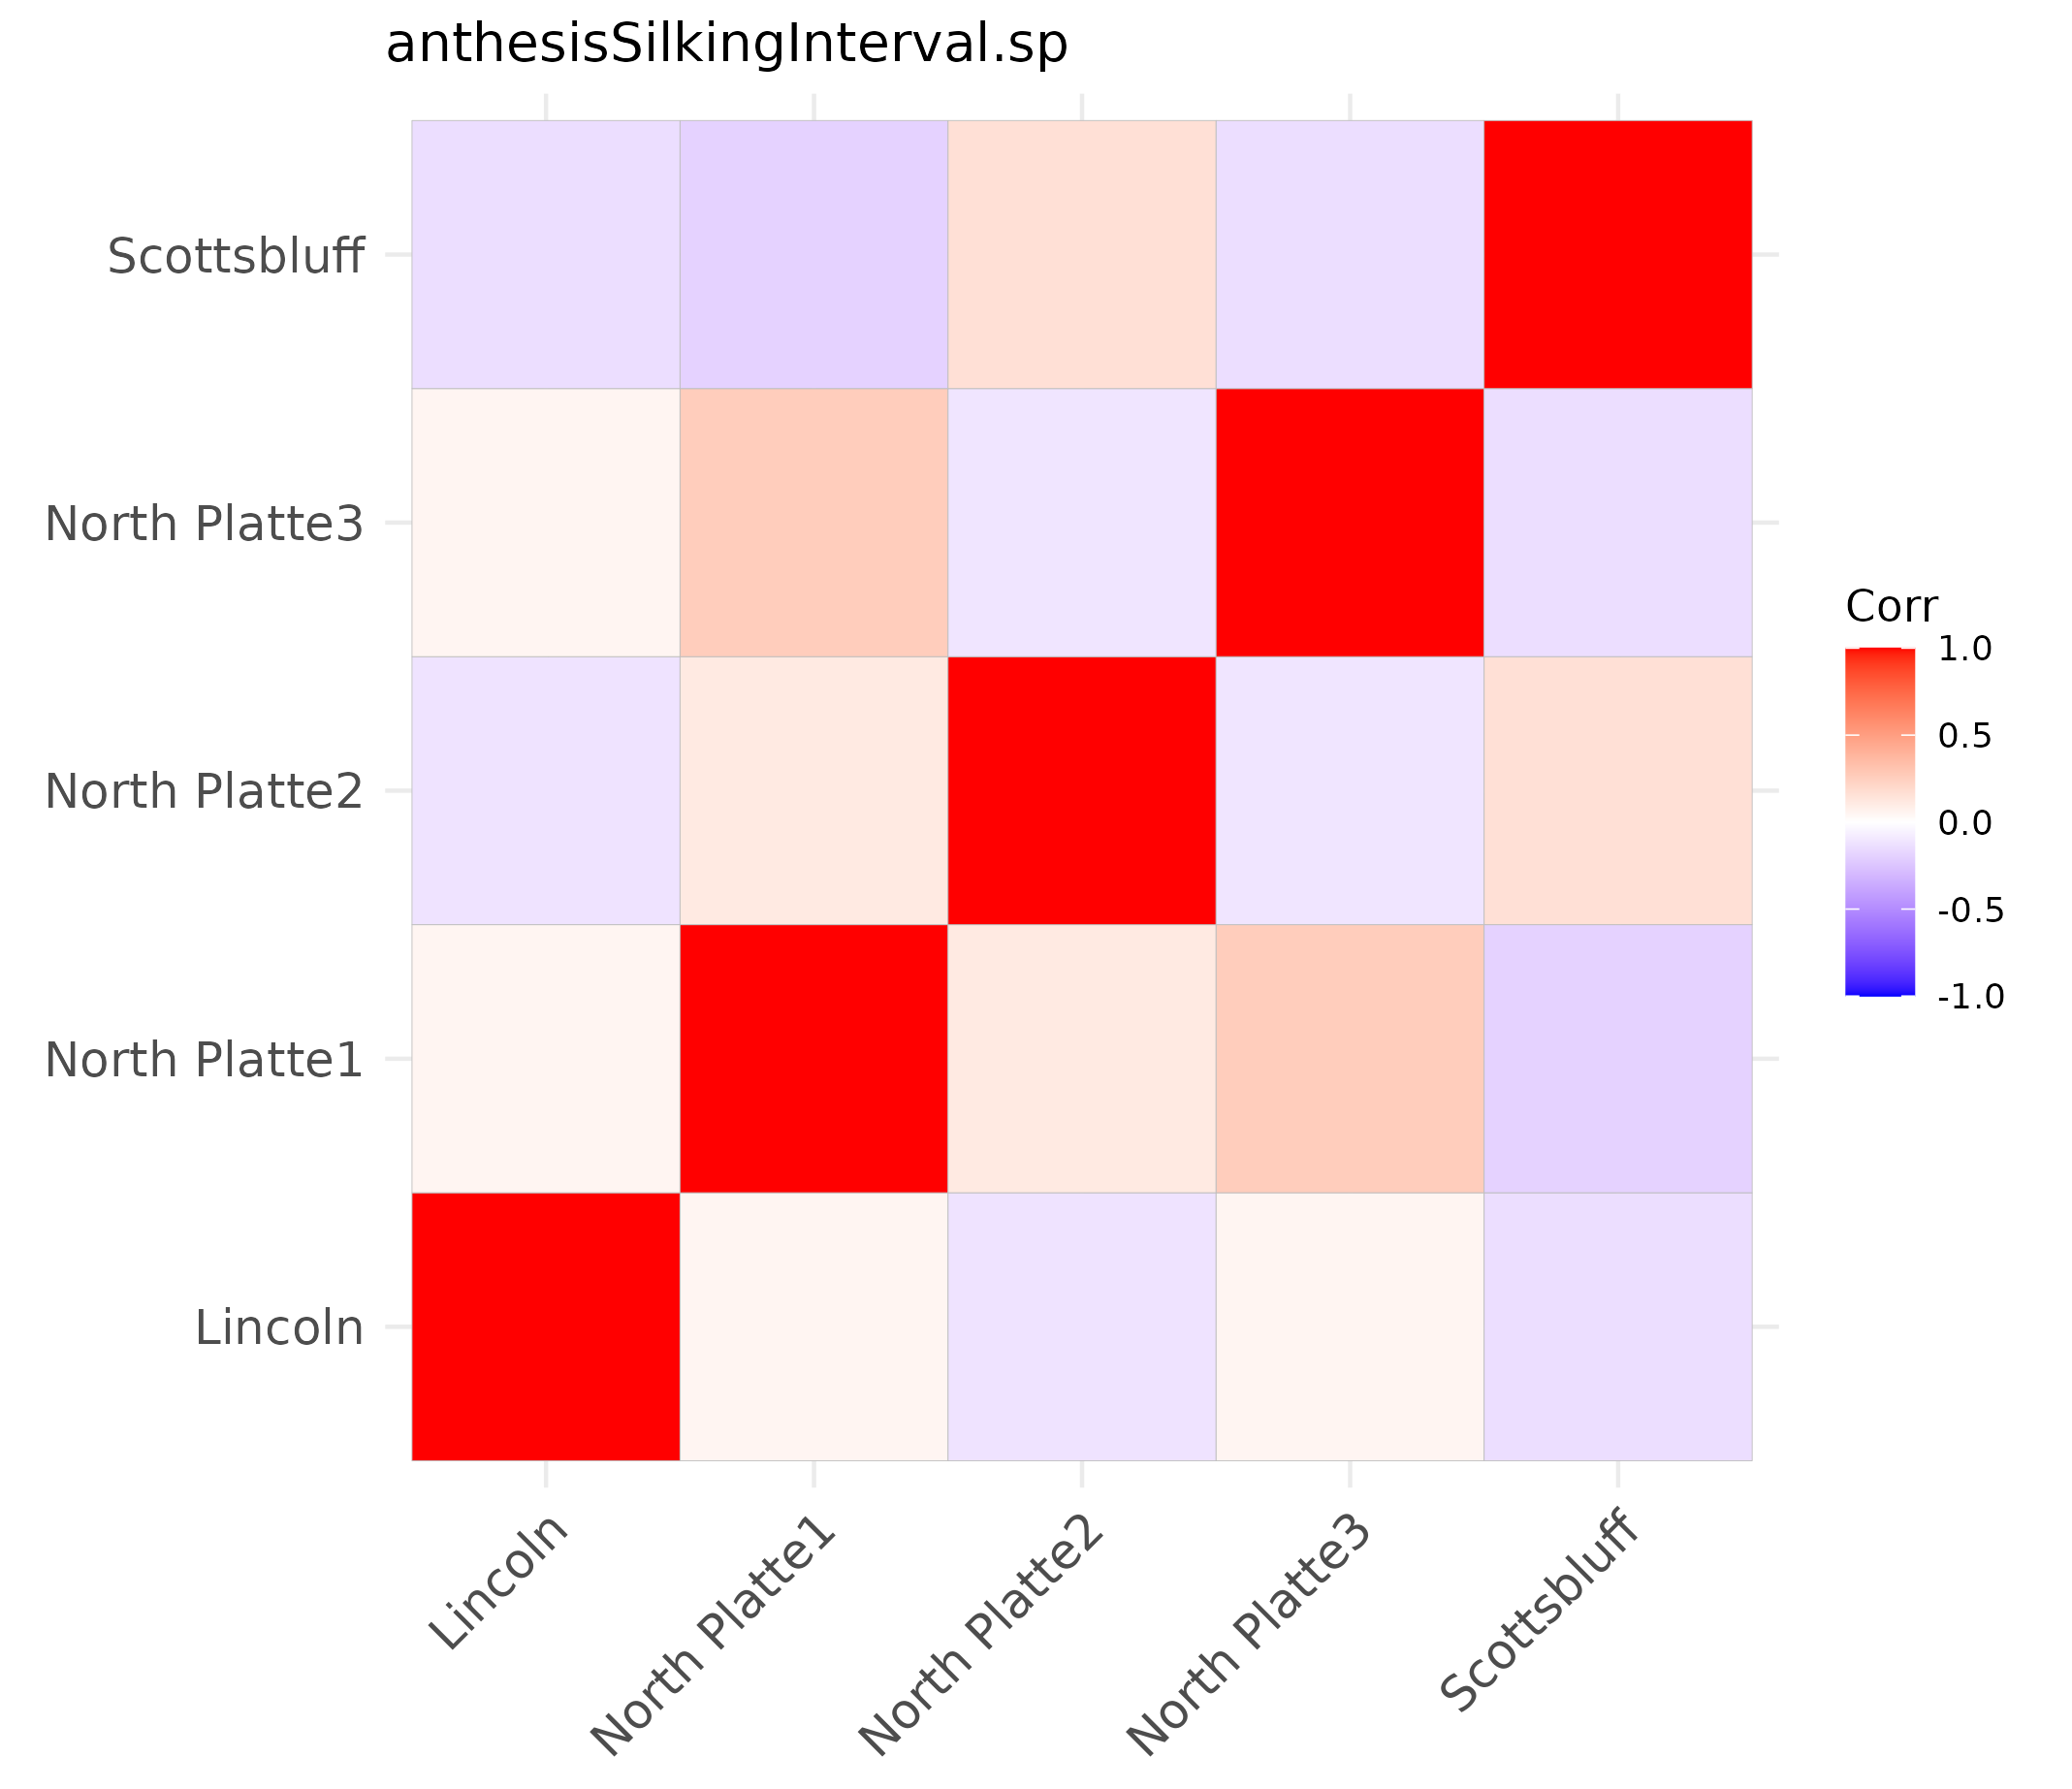 anthesisSilkingInterval.sp
Scottsbluff
North Platte3
North Platte2
North Platte1
Lincoln
Lincoln
North Platte1
North Platte2
North Platte3
Scottsbluff
Corr
1.0
0.5
0.0
-0.5
-1.0